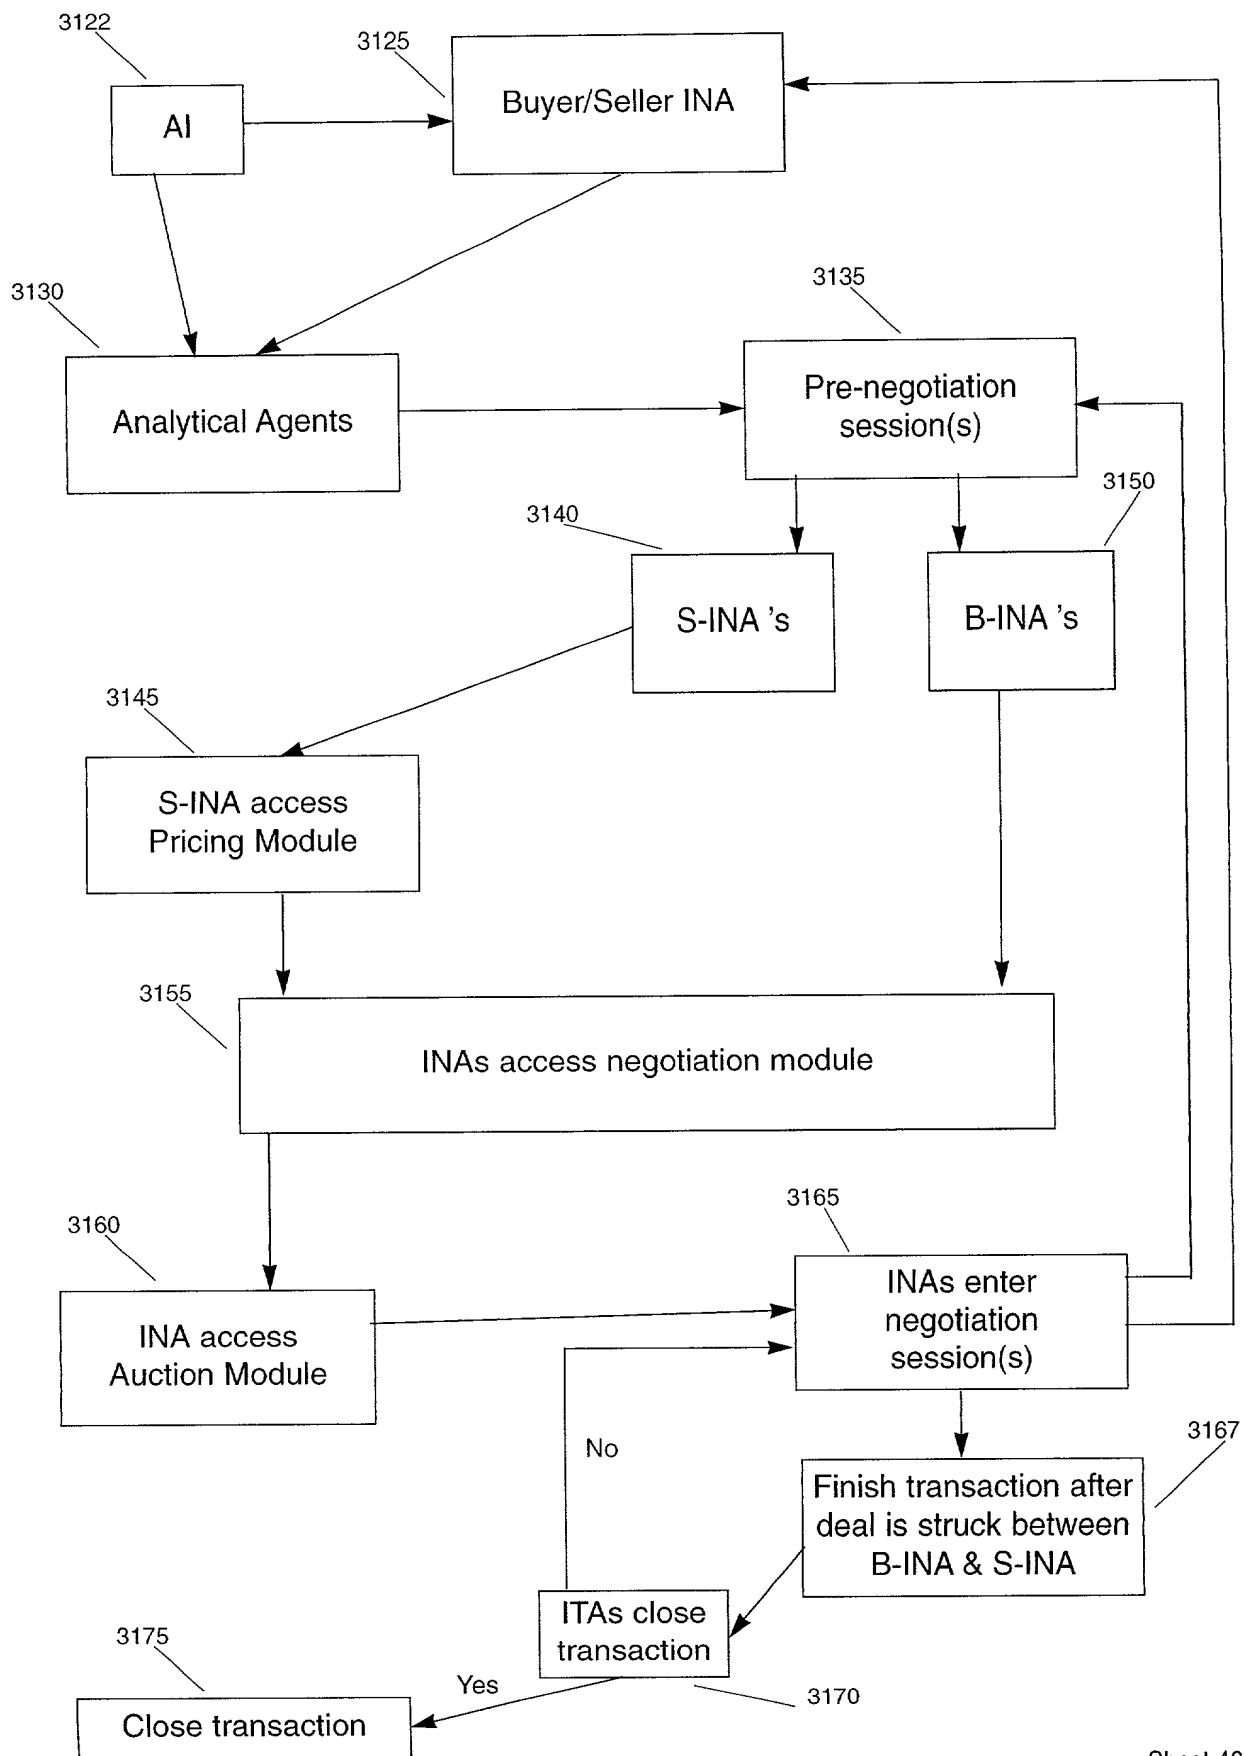 3122
3125
AI
Buyer/Seller INA
3130
3135
Analytical Agents
Pre-negotiation
session(s)
3140
3150
S-INA 's
B-INA 's
3145
S-INA access
Pricing Module
3155
INAs access negotiation module
3160
3165
INA access
Auction Module
INAs enter
negotiation
session(s)
No
3167
Finish transaction after
deal is struck between
B-INA & S-INA
ITAs close
transaction
3175
Yes
3170
Close transaction